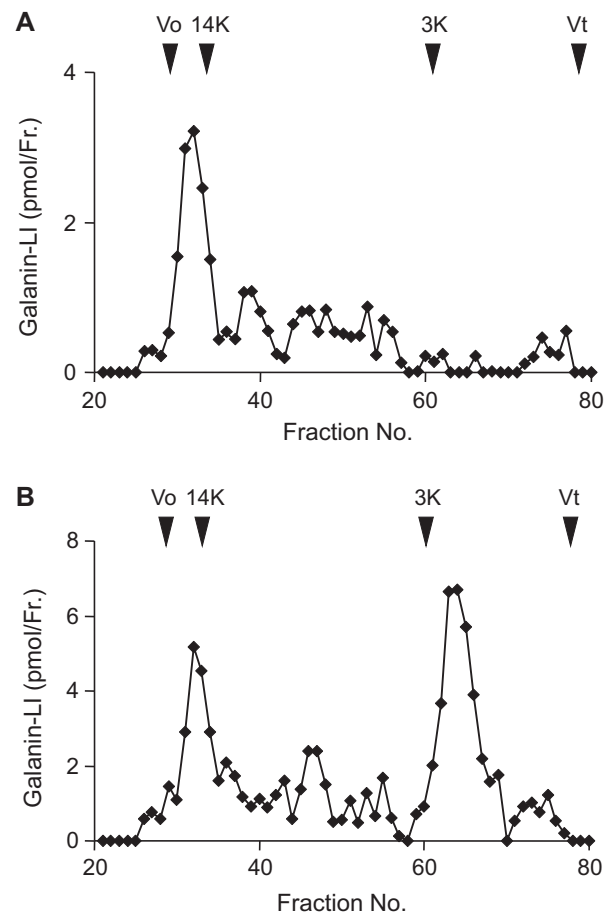 A
Vo 14K 3K Vt
4
2
0
20 40 60 80
Galanin-LI (pmol/Fr.)
Fraction No.
B
Vo 14K 3K Vt
8
6
4
2
0
20 40 60 80
Galanin-LI (pmol/Fr.)
Fraction No.